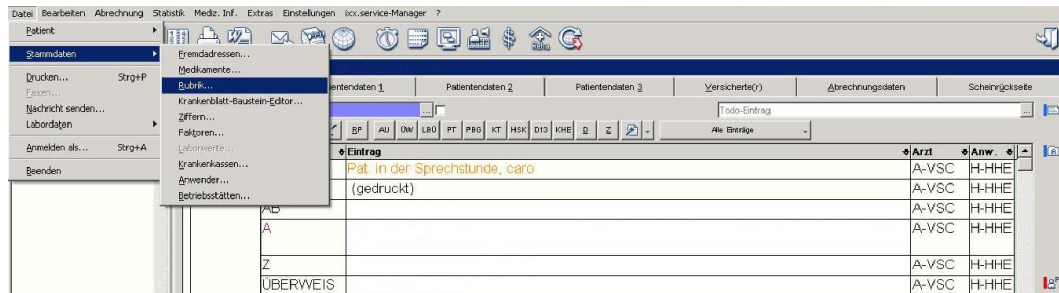 Datei Bearbeiten Abrechnung Statistik Mediz. Inf. Extras Einstellungen ixx.service-Manager ?
Patient
Stammdaten
Drucken... Strg+P
Faxen...
Nachricht senden...
Labordaten
Anmelden als... Strg+A
Beenden
Fremdadressen...
Medikamente...
Rubrik...
Krankenblatt-Baustein-Editor...
Ziffern...
Faktoren...
Laborwerte...
Krankenkassen...
Anwender...
Betriebsstätten...
entendaten 1 Patientendaten 2 Patientendaten 3 Versicherte(r) Abrechnungsdaten Scheinrückseite
... Todo-Eintrag
RP AU ÜW LBÜ PT PBG KT HSK D13 KHE D Z Alle Einträge
Eintrag Arzt Anw.
Pat. in der Sprechstunde, caro A-VSC H-HHE
(gedruckt) A-VSC H-HHE
AB A-VSC H-HHE
A A-VSC H-HHE
Z A-VSC H-HHE
ÜBERWEIS A-VSC H-HHE